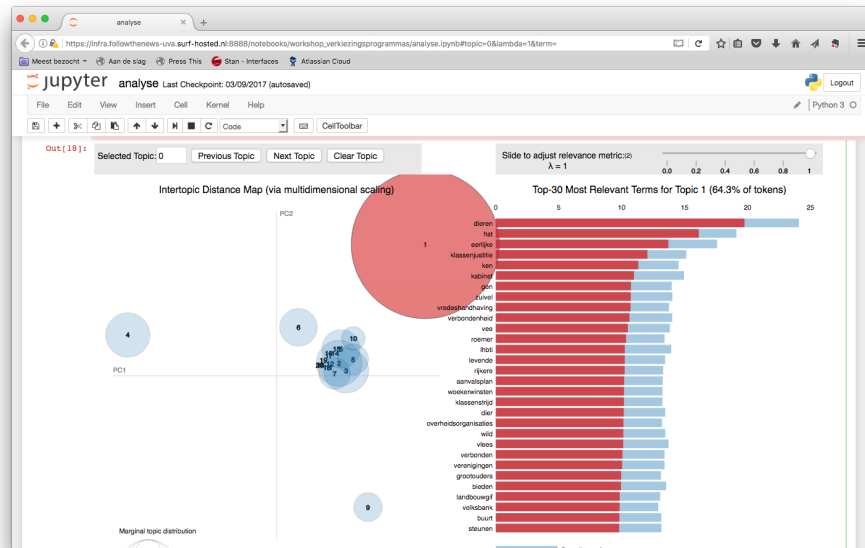 analyse
https://infra.followthenews-uva.surf-hosted.nl:8888/notebooks/workshop_verkiezingsprogrammas/analyse.ipynb#topic=0&lambda=1&term=
Meest bezocht Aan de slag Press This Stan - Interfaces Atlassian Cloud
jupyter analyse Last Checkpoint: 03/09/2017 (autosaved) Logout
File Edit View Insert Cell Kernel Help Python 3
Code CellToolbar
Out[18]:
Selected Topic: 0 Previous Topic Next Topic Clear Topic
Slide to adjust relevance metric:(2)
λ = 1
0.0 0.2 0.4 0.6 0.8 1
Intertopic Distance Map (via multidimensional scaling)
PC2
PC1
1
4
6
10
8
2
3
7
9
Marginal topic distribution
Top-30 Most Relevant Terms for Topic 1 (64.3% of tokens)
0 5 10 15 20 25
dieren
hst
eerlijke
klassenjustitie
ken
kabinet
gen
zuivel
vredeshandhaving
verbondenheid
vee
roemer
lhbti
levende
rijkere
aanvalsplan
woekerwinsten
klassenstrijd
dier
overheidsorganisaties
wild
vlees
verbonden
verenigingen
grootouders
bieden
landbouwgif
volksbank
buurt
steunen